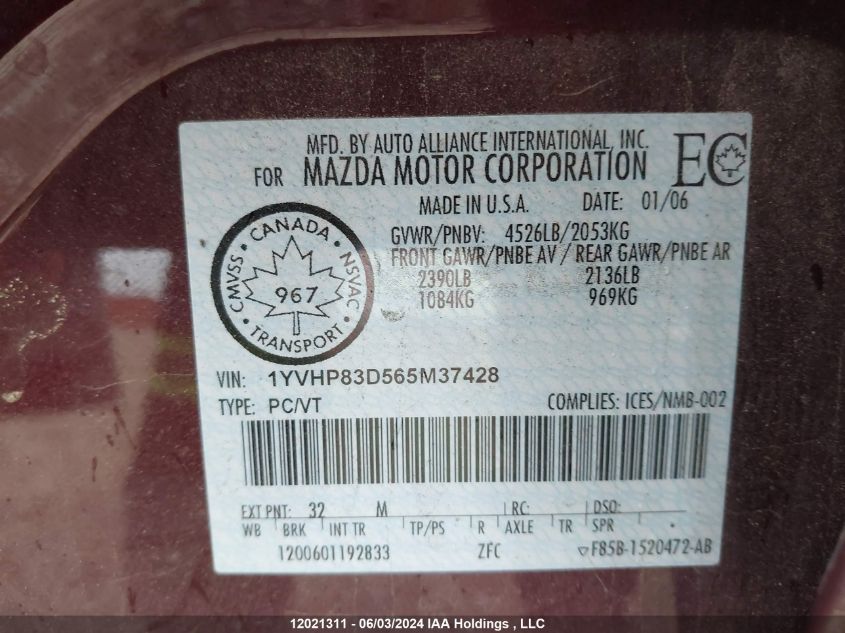 MFD. BY AUTO ALLIANCE INTERNATIONAL, INC.
FOR MAZDA MOTOR CORPORATION
EC
MADE IN U.S.A. DATE: 01/06
GVWR/PNBV: 4526LB/2053KG
FRONT GAWR/PNBE AV / REAR GAWR/PNBE AR
2390LB 2136LB
1084KG 969KG
CANADA
CMVSS 967 NSVAC
TRANSPORT
VIN: 1YVHP83D565M37428
TYPE: PC/VT COMPLIES: ICES/NMB-002
EXT PNT: 32 M RC: DSO:
WB BRK INT TR TP/PS R AXLE TR SPR
1200601192833 ZFC F85B-1520472-AB
12021311 - 06/03/2024 IAA Holdings , LLC